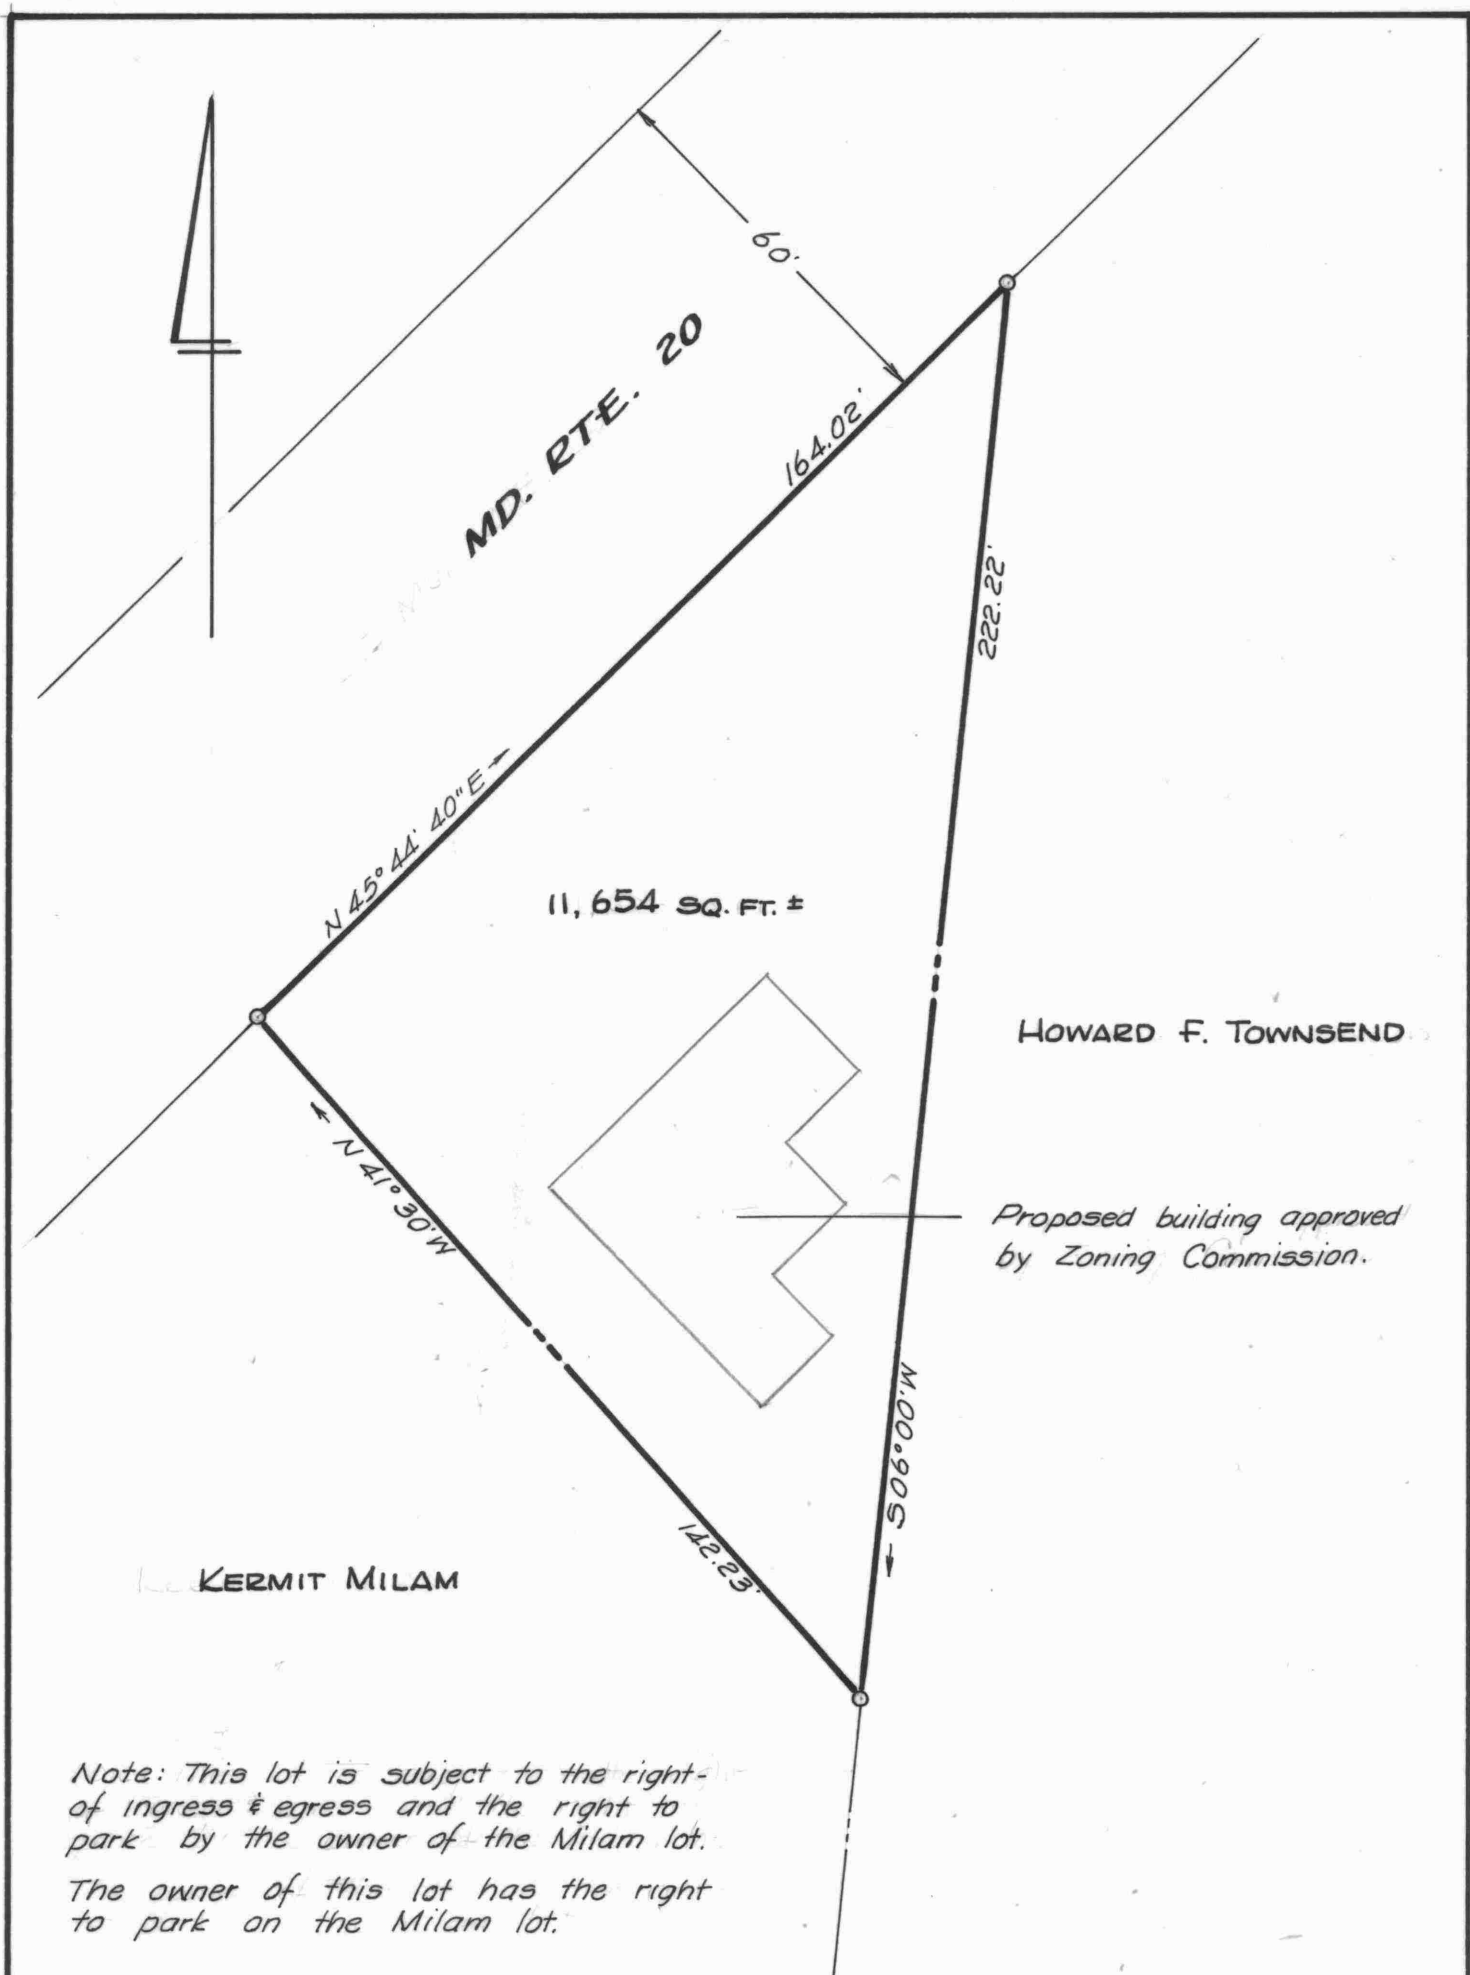 60'
MD. RTE. 20
164.02'
222.22'
N 45° 44' 40" E
11,654 SQ. FT. ±
HOWARD F. TOWNSEND
N 41° 30' W
Proposed building approved
by Zoning Commission.
S 06° 00' W
142.23'
KERMIT MILAM
Note: This lot is subject to the right-
of ingress & egress and the right to
park by the owner of the Milam lot.
The owner of this lot has the right
to park on the Milam lot.